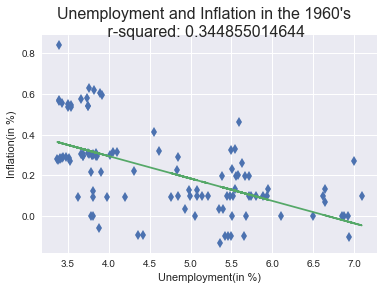 Unemployment and Inflation in the 1960's
r-squared: 0.344855014644
Inflation(in %)
0.8
0.6
0.4
0.2
0.0
3.5 4.0 4.5 5.0 5.5 6.0 6.5 7.0
Unemployment(in %)